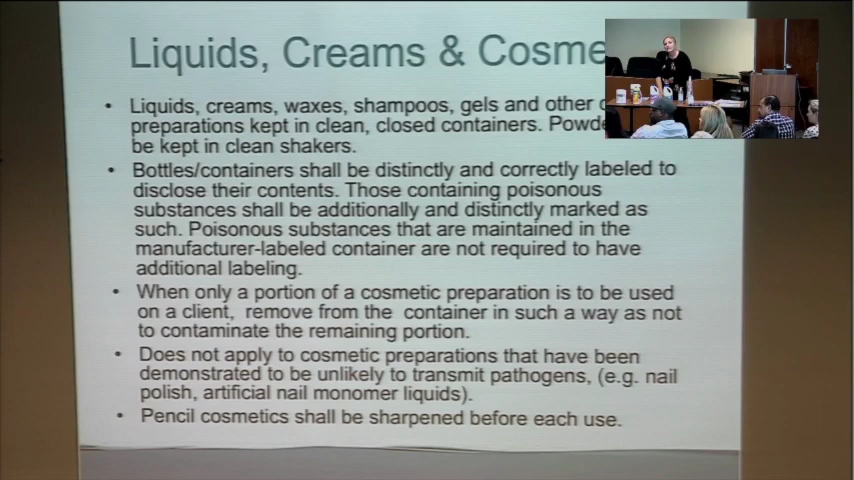 Liquids, Creams & Cosme
• Liquids, creams, waxes, shampoos, gels and other
preparations kept in clean, closed containers. Powd
be kept in clean shakers.
• Bottles/containers shall be distinctly and correctly labeled to
disclose their contents. Those containing poisonous
substances shall be additionally and distinctly marked as
such. Poisonous substances that are maintained in the
manufacturer-labeled container are not required to have
additional labeling.
• When only a portion of a cosmetic preparation is to be used
on a client, remove from the container in such a way as not
to contaminate the remaining portion.
• Does not apply to cosmetic preparations that have been
demonstrated to be unlikely to transmit pathogens, (e.g. nail
polish, artificial nail monomer liquids).
• Pencil cosmetics shall be sharpened before each use.